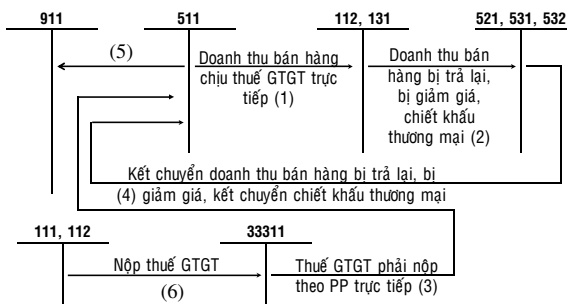 911
511
112, 131
521, 531, 532
(5)
Doanh thu bán hàng
chịu thuế GTGT trực
tiếp (1)
Doanh thu bán
hàng bị trả lại,
bị giảm giá,
chiết khấu
thương mại (2)
Kết chuyển doanh thu bán hàng bị trả lại, bị
(4) giảm giá, kết chuyển chiết khấu thương mại
111, 112
33311
Nộp thuế GTGT
(6)
Thuế GTGT phải nộp
theo PP trực tiếp (3)